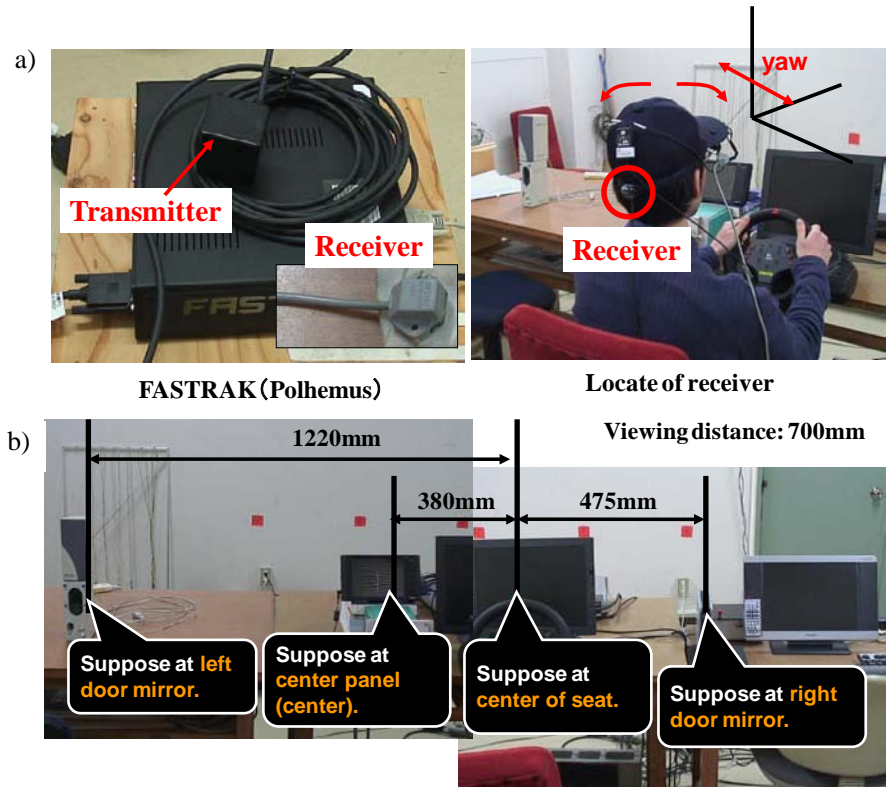 a)
Transmitter
Receiver
FAST
yaw
Receiver
FASTRAK(Polhemus)
Locate of receiver
b)
Viewing distance: 700mm
1220mm
380mm
475mm
Suppose at left
door mirror.
Suppose at
center panel
(center).
Suppose at
center of seat.
Suppose at right
door mirror.